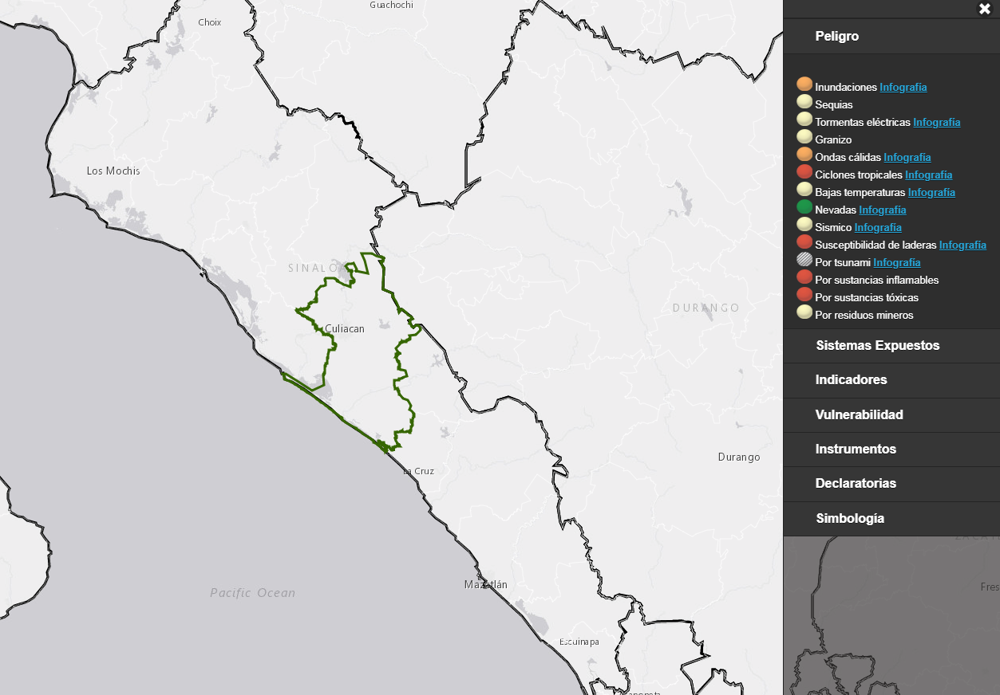 Guachochi
Choix
Los Mochis
SINALO
DURANGO
Culiacan
Durango
La Cruz
Pacific Ocean
Mazatlán
Escuinapa
Peligro
Inundaciones Infografía
Sequias
Tormentas eléctricas Infografía
Granizo
Ondas cálidas Infografía
Ciclones tropicales Infografía
Bajas temperaturas Infografía
Nevadas Infografía
Sismico Infografía
Susceptibilidad de laderas Infografía
Por tsunami Infografía
Por sustancias inflamables
Por sustancias tóxicas
Por residuos mineros
Sistemas Expuestos
Indicadores
Vulnerabilidad
Instrumentos
Declaratorias
Simbología
Fres